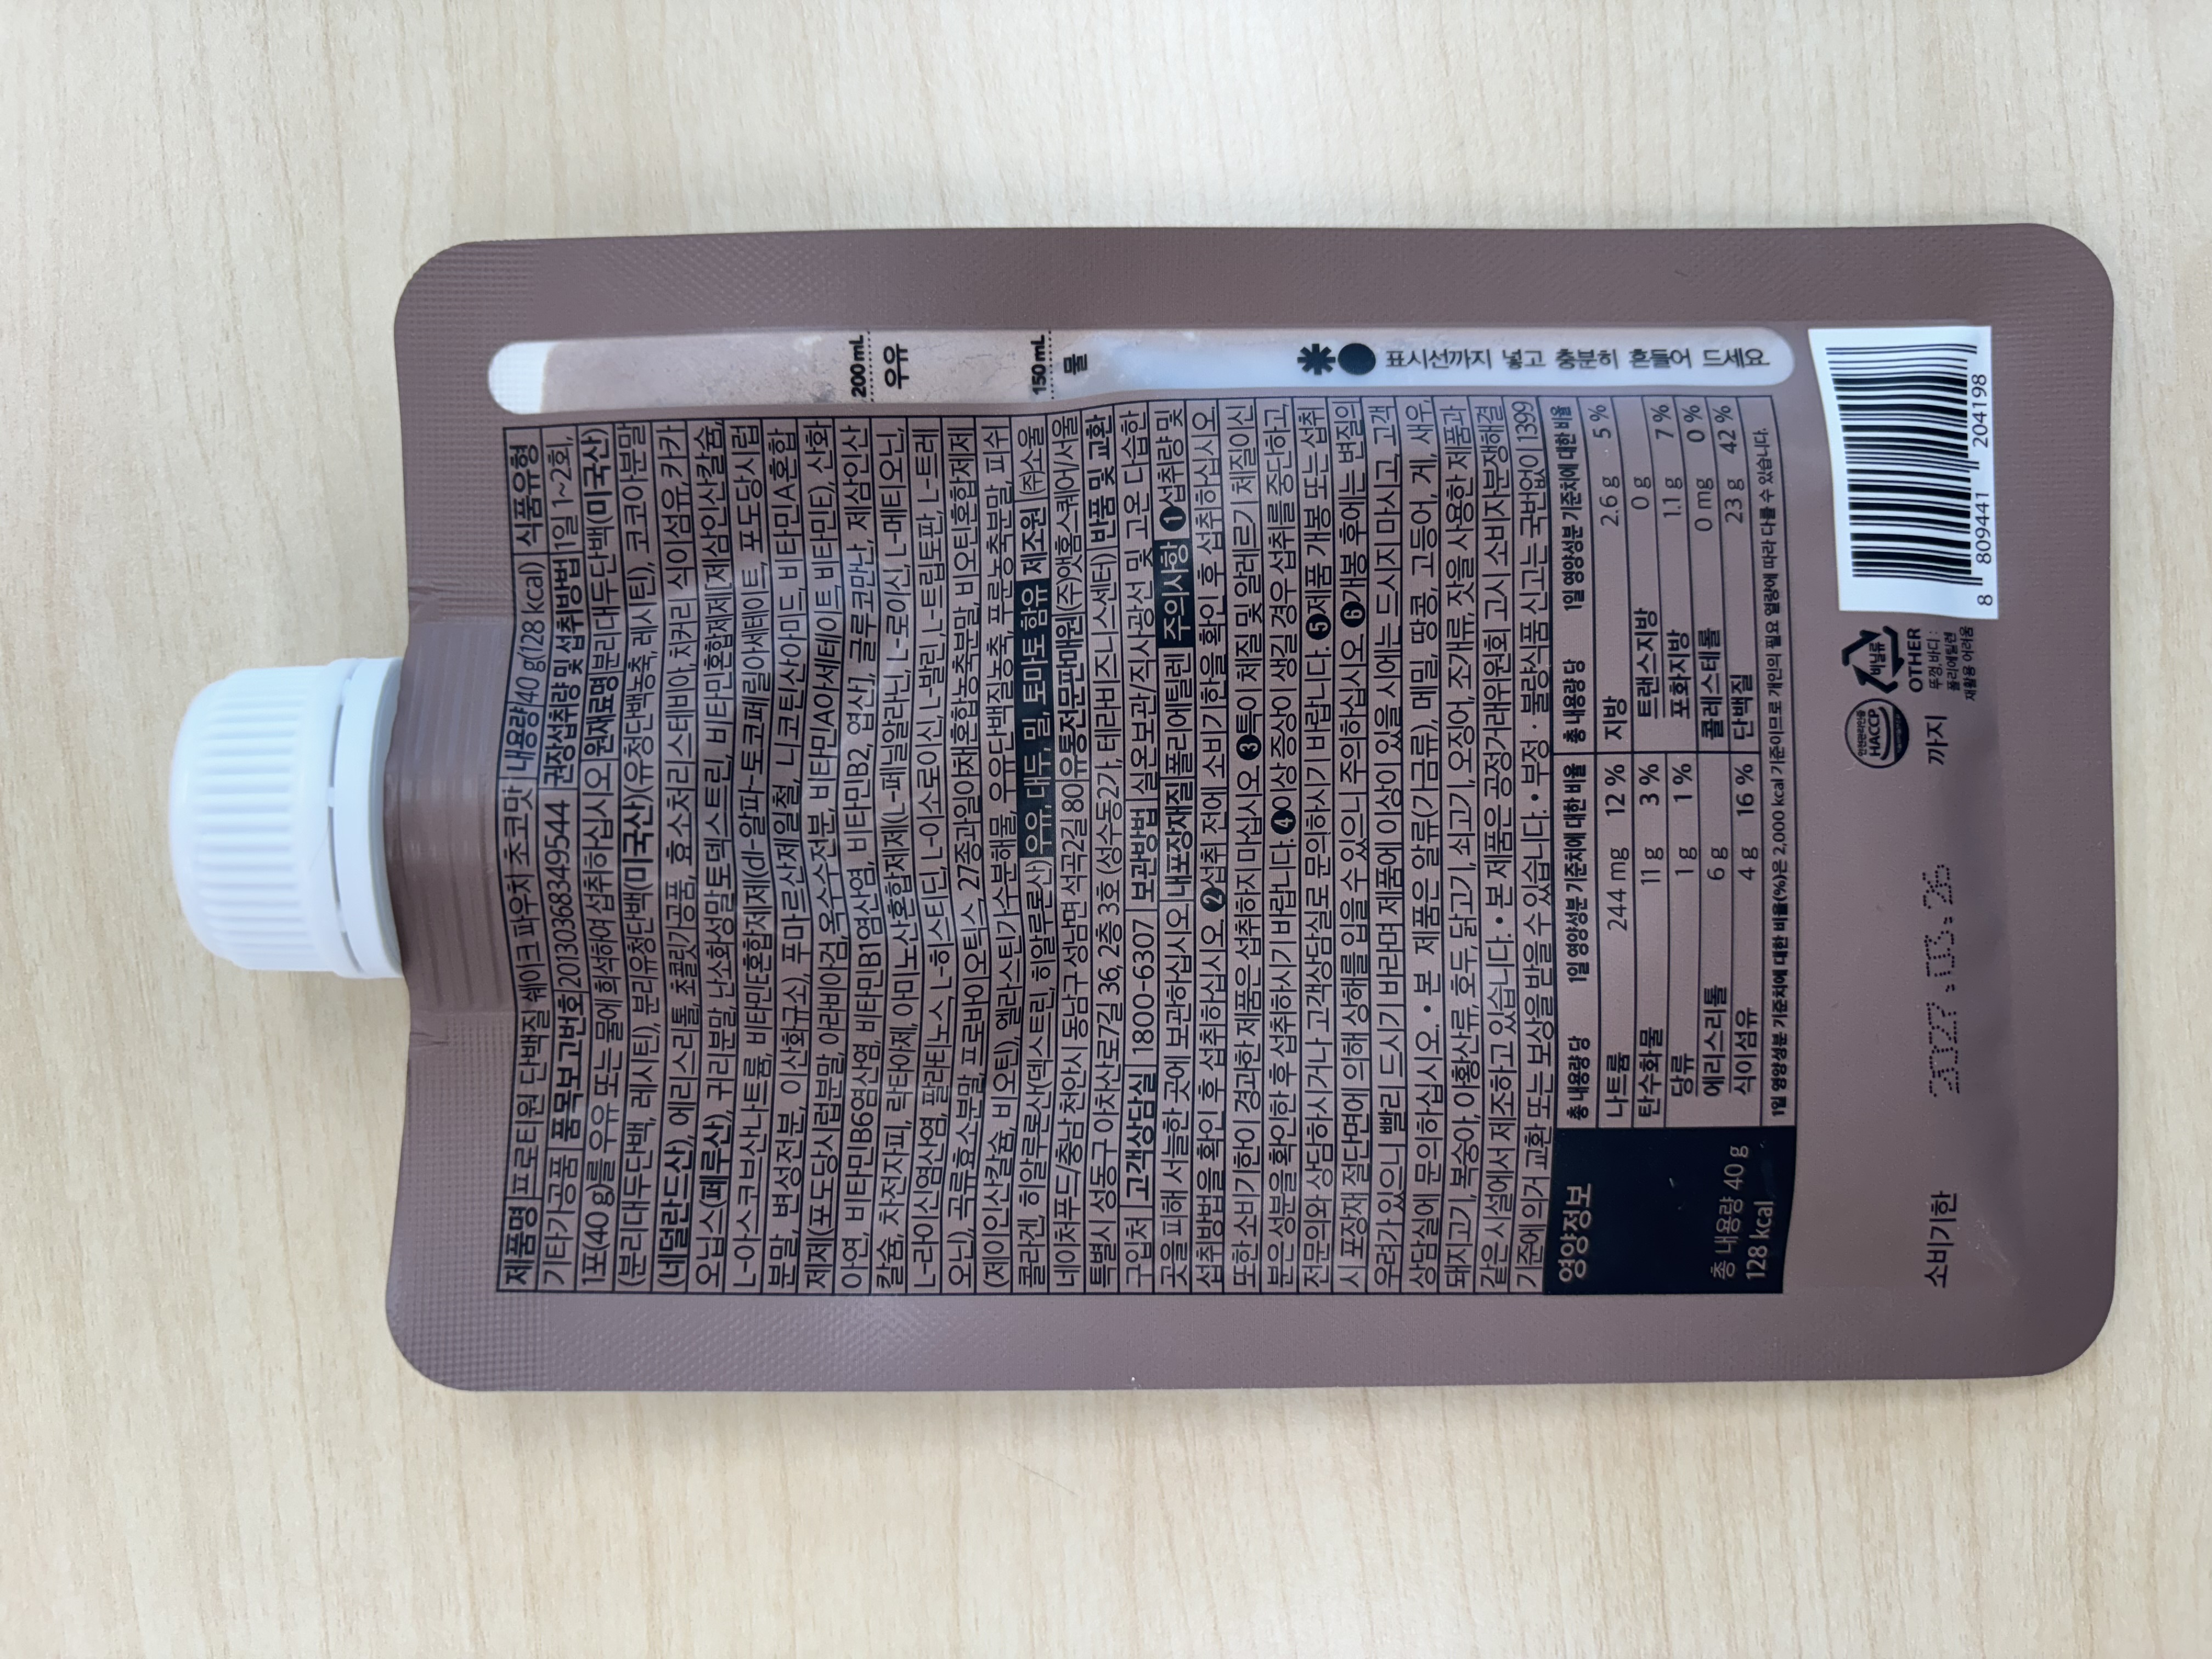 제품명 프로티원 단백질 쉐이크 파우치 초코맛 내용량 40 g(128 kcal) 식품유형
기타가공품 품목보고번호 2013036834 9544 권장섭취량 및 섭취방법 1일 1~2회,
1포(40 g)를 우유 또는 물에 희석하여 섭취하십시오 원재료명 분리대두단백(미국산)
(분리대두단백, 레시틴), 분리유청단백(미국산)(유청단백농축, 레시틴), 코코아분말
(네덜란드산), 에리스리톨, 초콜릿가공품, 효소처리스테비아, 치커리 식이섬유, 카카
오닙스(페루산), 귀리분말, 난소화성말토덱스트린, 비타민혼합제제[제삼인산칼슘,
L-아스코브산나트륨, 비타민E혼합제제(dl-알파-토코페릴아세테이트, 포도당시럽
분말, 변성전분, 이산화규소), 푸마르산제일철, 니코틴산아미드, 비타민A혼합
제제(포도당시럽분말, 아라비아검, 옥수수전분, 비타민A아세테이트, 비타민E), 산화
아연, 비타민B6염산염, 비타민B1염산염, 비타민B2, 엽산], 글루코만난, 제삼인산
칼슘, 차전자피, 락타아제, 아미노산혼합제제(L-페닐알라닌, L-로이신, L-메티오닌,
L-라이신염산염, 팔라티노스, L-히스티딘, L-이소로이신, L-발린, L-트립토판, L-트레
오닌), 곡류효소분말, 프로바이오틱스, 27종과일야채혼합농축분말, 비오틴혼합제제
(제이인산칼슘, 비오틴), 엘라스틴가수분해물, 우유단백질농축, 푸룬농축분말, 피쉬
콜라겐, 히알루론산(덱스트린, 히알루론산) 우유, 대두, 밀, 토마토 함유 제조원 (주)소울
네이처푸드/충남 천안시 동남구 성남면 석곡2길 80 유통전문판매원 (주)앳홈스퀘어/서울
특별시 성동구 아차산로7길 36, 2층 3호 (성수동2가, 테라비즈니스센터) 반품 및 교환
구입처 고객상담실 1800-6307 보관방법 실온보관/직사광선 및 고온 다습한
곳을 피해 서늘한 곳에 보관하십시오 내포장재질 폴리에틸렌 주의사항 ❶섭취량 및
섭취방법을 확인 후 섭취하십시오. ❷섭취 전에 소비기한을 확인 후 섭취하십시오.
또한 소비기한이 경과한 제품은 섭취하지 마십시오. ❸특이 체질 및 알레르기 체질이신
분은 성분을 확인한 후 섭취하시기 바랍니다. ❹이상 증상이 생길 경우 섭취를 중단하고,
전문의와 상담하시거나 고객상담실로 문의하시기 바랍니다. ❺제품 개봉 또는 섭취
시 포장재 절단면에 의해 상해를 입을 수 있으니 주의하십시오. ❻개봉 후에는 변질의
우려가 있으니 빨리 드시기 바라며 제품에 이상이 있을 시에는 드시지 마시고, 고객
상담실에 문의하십시오. • 본 제품은 알류(가금류), 메밀, 땅콩, 고등어, 게, 새우,
돼지고기, 복숭아, 아황산류, 호두, 닭고기, 쇠고기, 오징어, 조개류, 잣을 사용한 제품과
같은 시설에서 제조하고 있습니다. • 본 제품은 공정거래위원회 고시 소비자분쟁해결
기준에 의거 교환 또는 보상을 받을 수 있습니다. • 부정 · 불량식품 신고는 국번없이 1399
영양정보
총 내용량 40 g
128 kcal
총 내용량 당 1일 영양성분 기준치에 대한 비율 총 내용량 당 1일 영양성분 기준치에 대한 비율
나트륨 244 mg 12 % 지방 2.6 g 5 %
탄수화물 11 g 3 % 트랜스지방 0 g
당류 1 g 1 % 포화지방 1.1 g 7 %
에리스리톨 6 g 콜레스테롤 0 mg 0 %
식이섬유 4 g 16 % 단백질 23 g 42 %
1일 영양성분 기준치에 대한 비율(%)은 2,000 kcal 기준이므로 개인의 필요 열량에 따라 다를 수 있습니다.
200mL
우유
150mL
물
표시선까지 넣고 충분히 흔들어 드세요.
소비기한 2027.03.26 까지
안전관리인증
HACCP
비닐류
OTHER
뚜껑,바디 :
폴리에틸렌
재활용 어려움
8 809441 204198